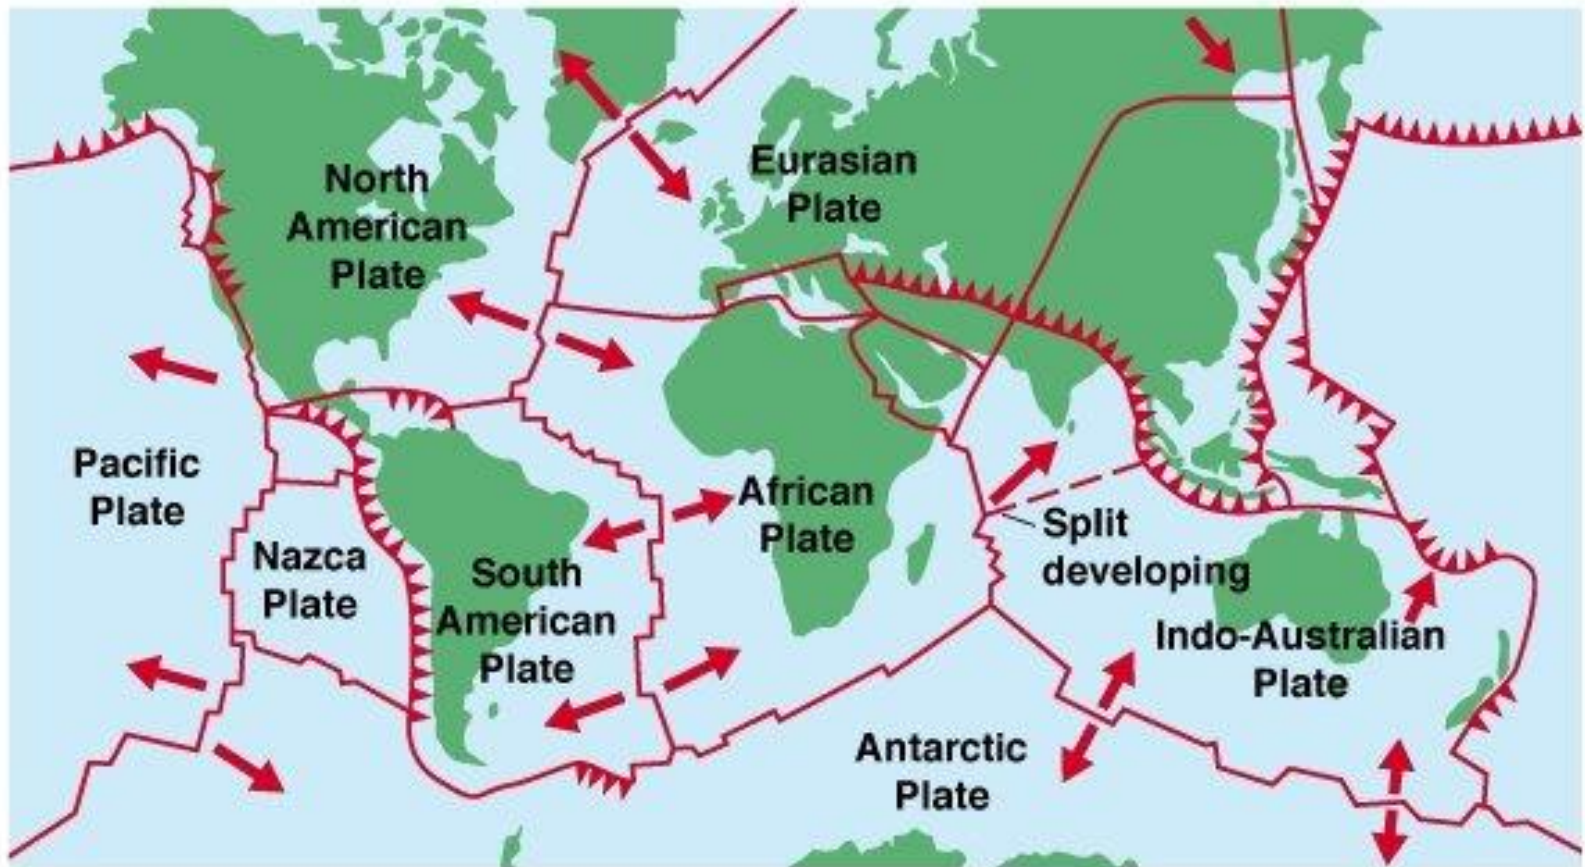 North
American
Plate
Eurasian
Plate
Pacific
Plate
Nazca
Plate
South
American
Plate
African
Plate
Split
developing
Indo-Australian
Plate
Antarctic
Plate